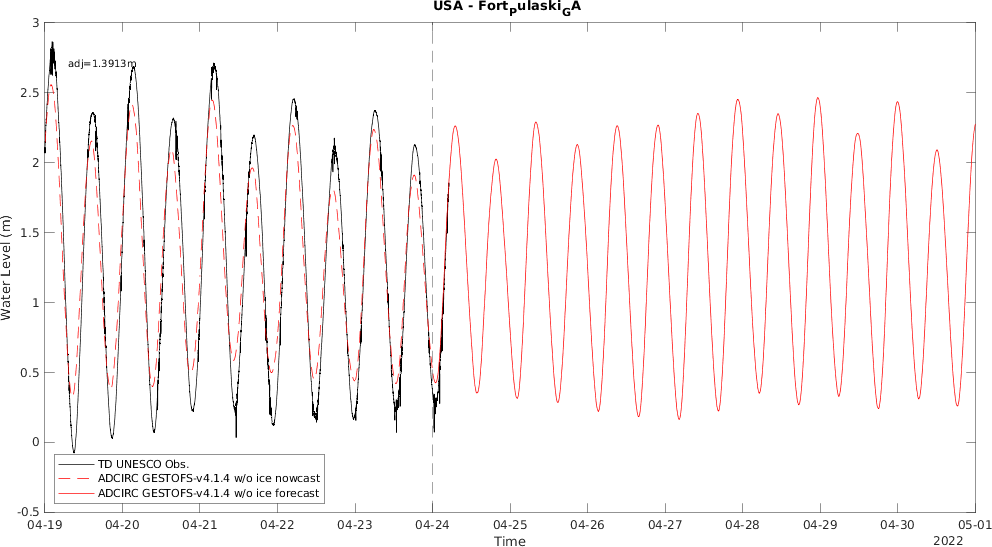 USA - Fort_Pulaski_GA
3
2.5
2
1.5
1
0.5
0
-0.5
Water Level (m)
adj=1.3913m
TD UNESCO Obs.
ADCIRC GESTOFS-v4.1.4 w/o ice nowcast
ADCIRC GESTOFS-v4.1.4 w/o ice forecast
04-19 04-20 04-21 04-22 04-23 04-24 04-25 04-26 04-27 04-28 04-29 04-30 05-01
Time
2022